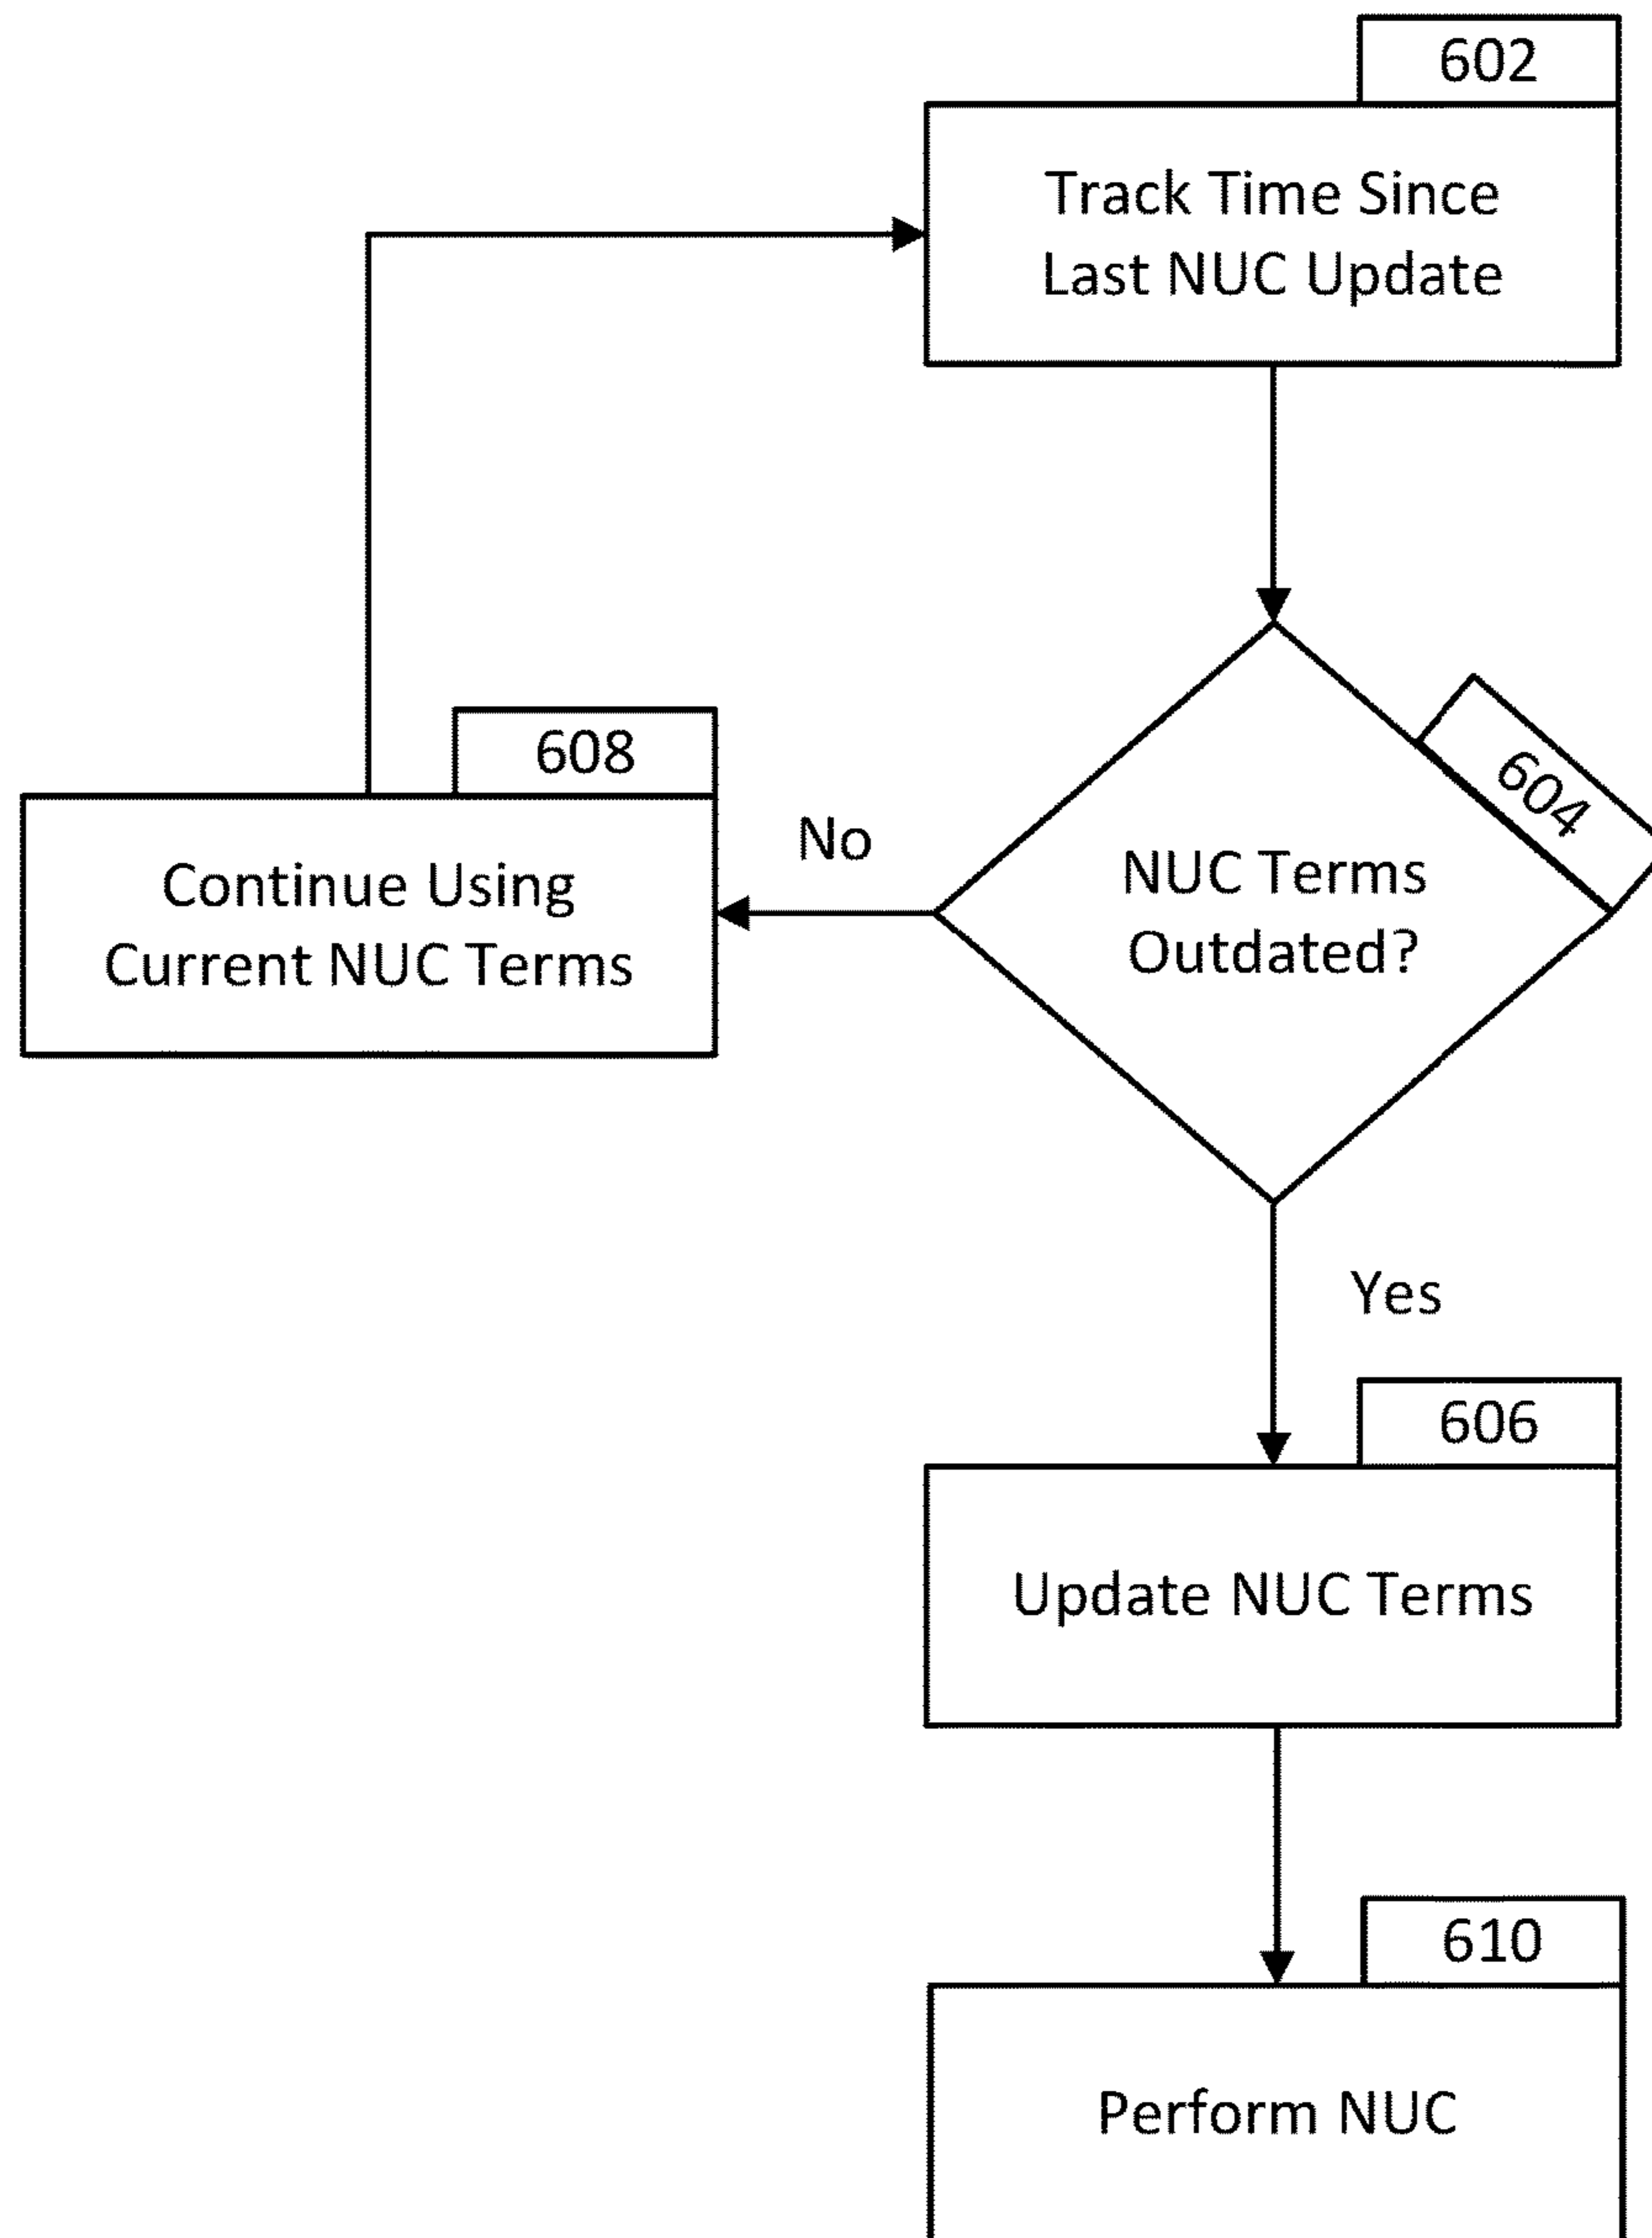 602
Track Time Since
Last NUC Update
604
NUC Terms
Outdated?
No
608
Continue Using
Current NUC Terms
Yes
606
Update NUC Terms
610
Perform NUC